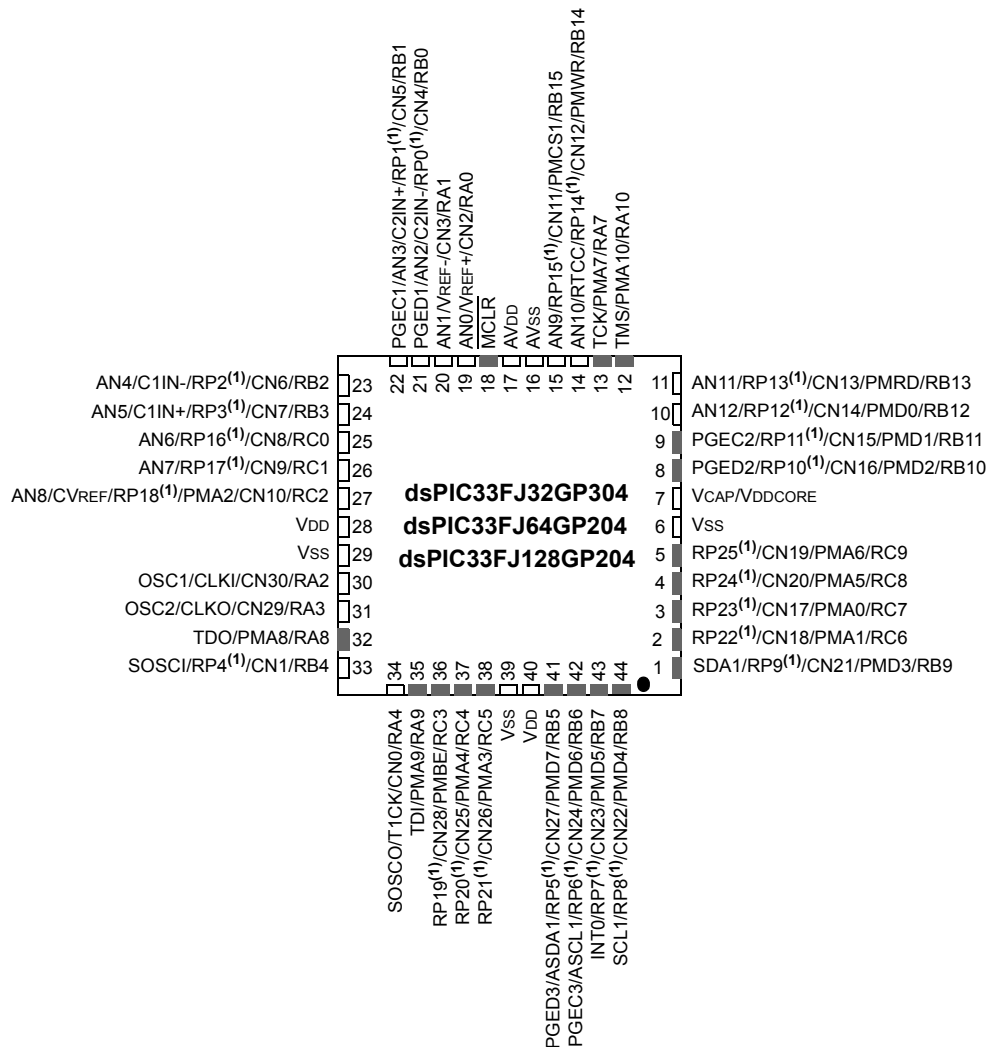 PGEC1/AN3/C2IN+/RP1(1)/CN5/RB1
PGED1/AN2/C2IN-/RP0(1)/CN4/RB0
AN1/VREF-/CN3/RA1
AN0/VREF+/CN2/RA0
MCLR
AVDD
AVSS
AN9/RP15(1)/CN11/PMCS1/RB15
AN10/RTCC/RP14(1)/CN12/PMWR/RB14
TCK/PMA7/RA7
TMS/PMA10/RA10
22 21 20 19 18 17 16 15 14 13 12
AN4/C1IN-/RP2(1)/CN6/RB2 23
AN5/C1IN+/RP3(1)/CN7/RB3 24
AN6/RP16(1)/CN8/RC0 25
AN7/RP17(1)/CN9/RC1 26
AN8/CVREF/RP18(1)/PMA2/CN10/RC2 27
VDD 28
VSS 29
OSC1/CLKI/CN30/RA2 30
OSC2/CLKO/CN29/RA3 31
TDO/PMA8/RA8 32
SOSCI/RP4(1)/CN1/RB4 33
dsPIC33FJ32GP304
dsPIC33FJ64GP204
dsPIC33FJ128GP204
11 AN11/RP13(1)/CN13/PMRD/RB13
10 AN12/RP12(1)/CN14/PMD0/RB12
9 PGEC2/RP11(1)/CN15/PMD1/RB11
8 PGED2/RP10(1)/CN16/PMD2/RB10
7 VCAP/VDDCORE
6 VSS
5 RP25(1)/CN19/PMA6/RC9
4 RP24(1)/CN20/PMA5/RC8
3 RP23(1)/CN17/PMA0/RC7
2 RP22(1)/CN18/PMA1/RC6
1 SDA1/RP9(1)/CN21/PMD3/RB9
34 35 36 37 38 39 40 41 42 43 44
SOSCO/T1CK/CN0/RA4
TDI/PMA9/RA9
RP19(1)/CN28/PMBE/RC3
RP20(1)/CN25/PMA4/RC4
RP21(1)/CN26/PMA3/RC5
VSS
VDD
PGED3/ASDA1/RP5(1)/CN27/PMD7/RB5
PGEC3/ASCL1/RP6(1)/CN24/PMD6/RB6
INT0/RP7(1)/CN23/PMD5/RB7
SCL1/RP8(1)/CN22/PMD4/RB8